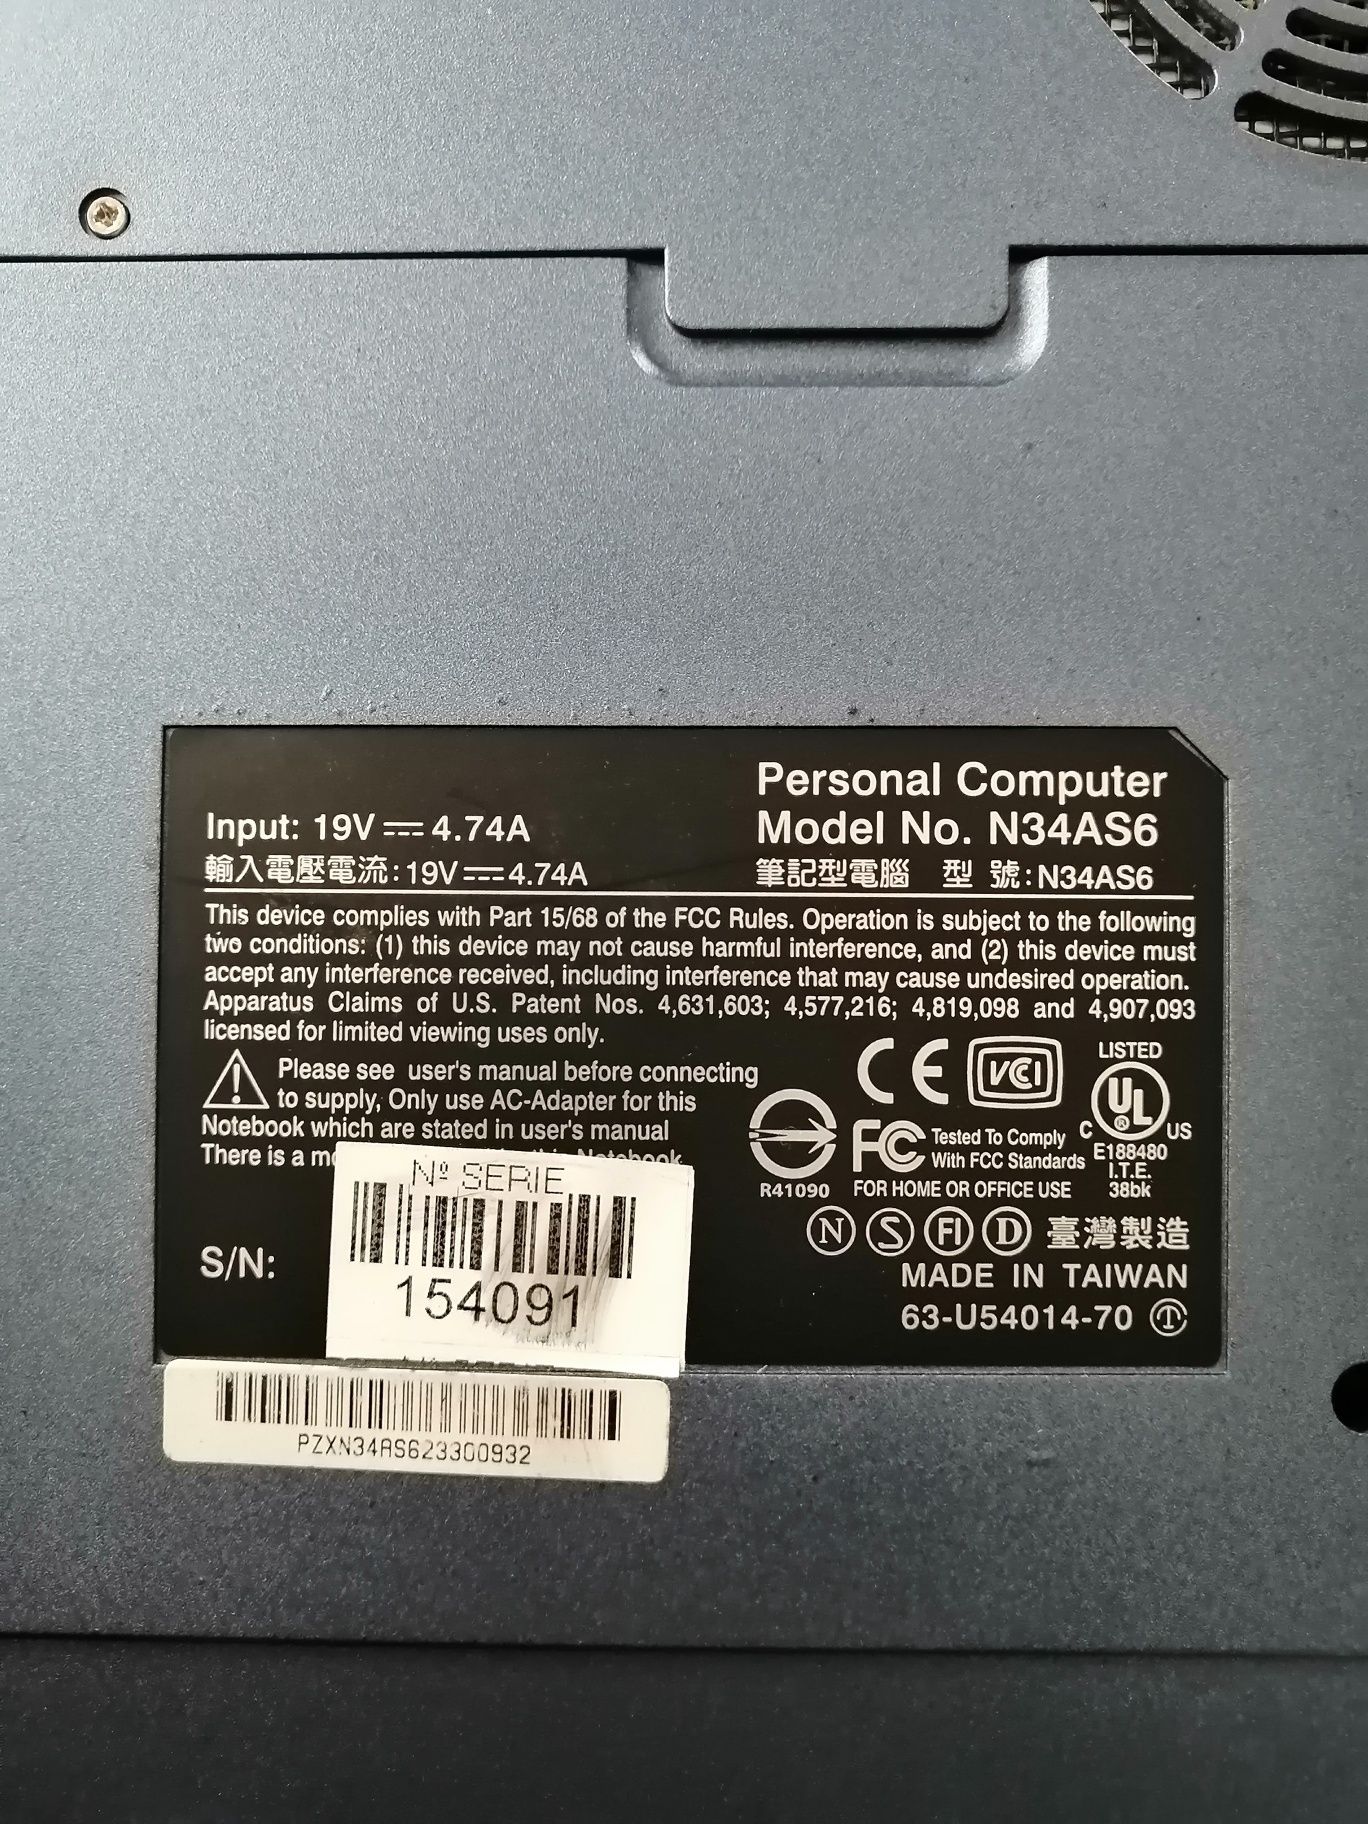 Personal Computer
Input: 19V 4.74A Model No. N34AS6
輸入電壓電流:19V 4.74A 筆記型電腦 型 號:N34AS6
This device complies with Part 15/68 of the FCC Rules. Operation is subject to the following
two conditions: (1) this device may not cause harmful interference, and (2) this device must
accept any interference received, including interference that may cause undesired operation.
Apparatus Claims of U.S. Patent Nos. 4,631,603; 4,577,216; 4,819,098 and 4,907,093
licensed for limited viewing uses only.
Please see user's manual before connecting
to supply, Only use AC-Adapter for this
Notebook which are stated in user's manual
There is a
Notebook
CE
VCI
LISTED
UL
C US
E188480
I.T.E.
38bk
R41090
FC
Tested To Comply
With FCC Standards
FOR HOME OR OFFICE USE
N S FI D 臺灣製造
MADE IN TAIWAN
63-U54014-70
S/N:
Nº SERIE
154091
PZXN34AS623300932